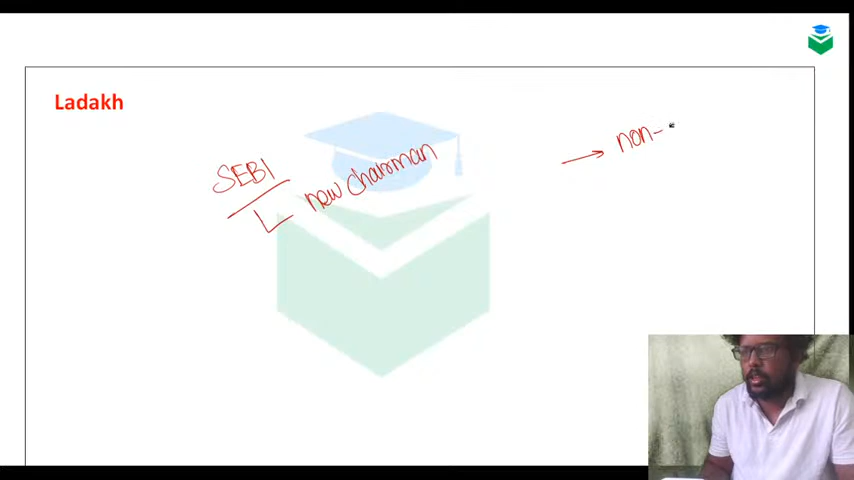 Ladakh
SEBI
new chairman
→ non-